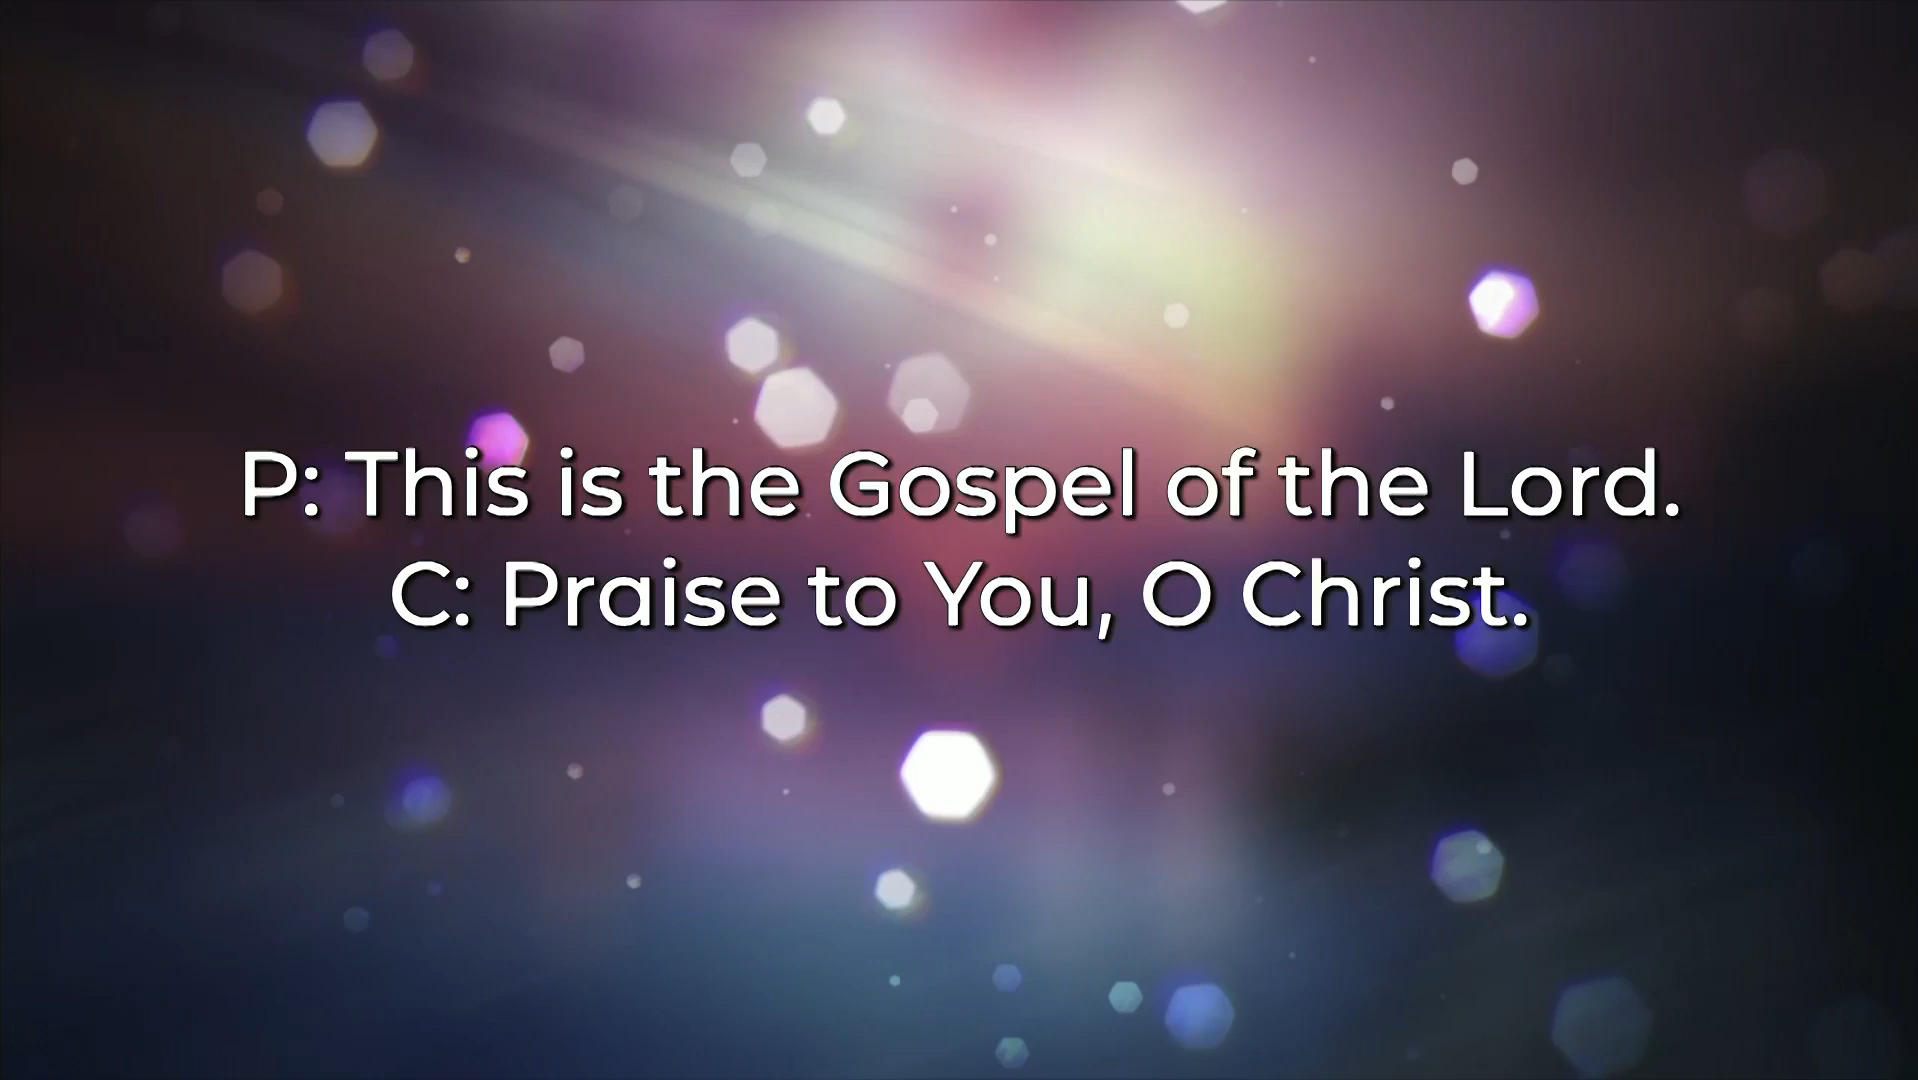 P: This is the Gospel of the Lord.
C: Praise to You, O Christ.